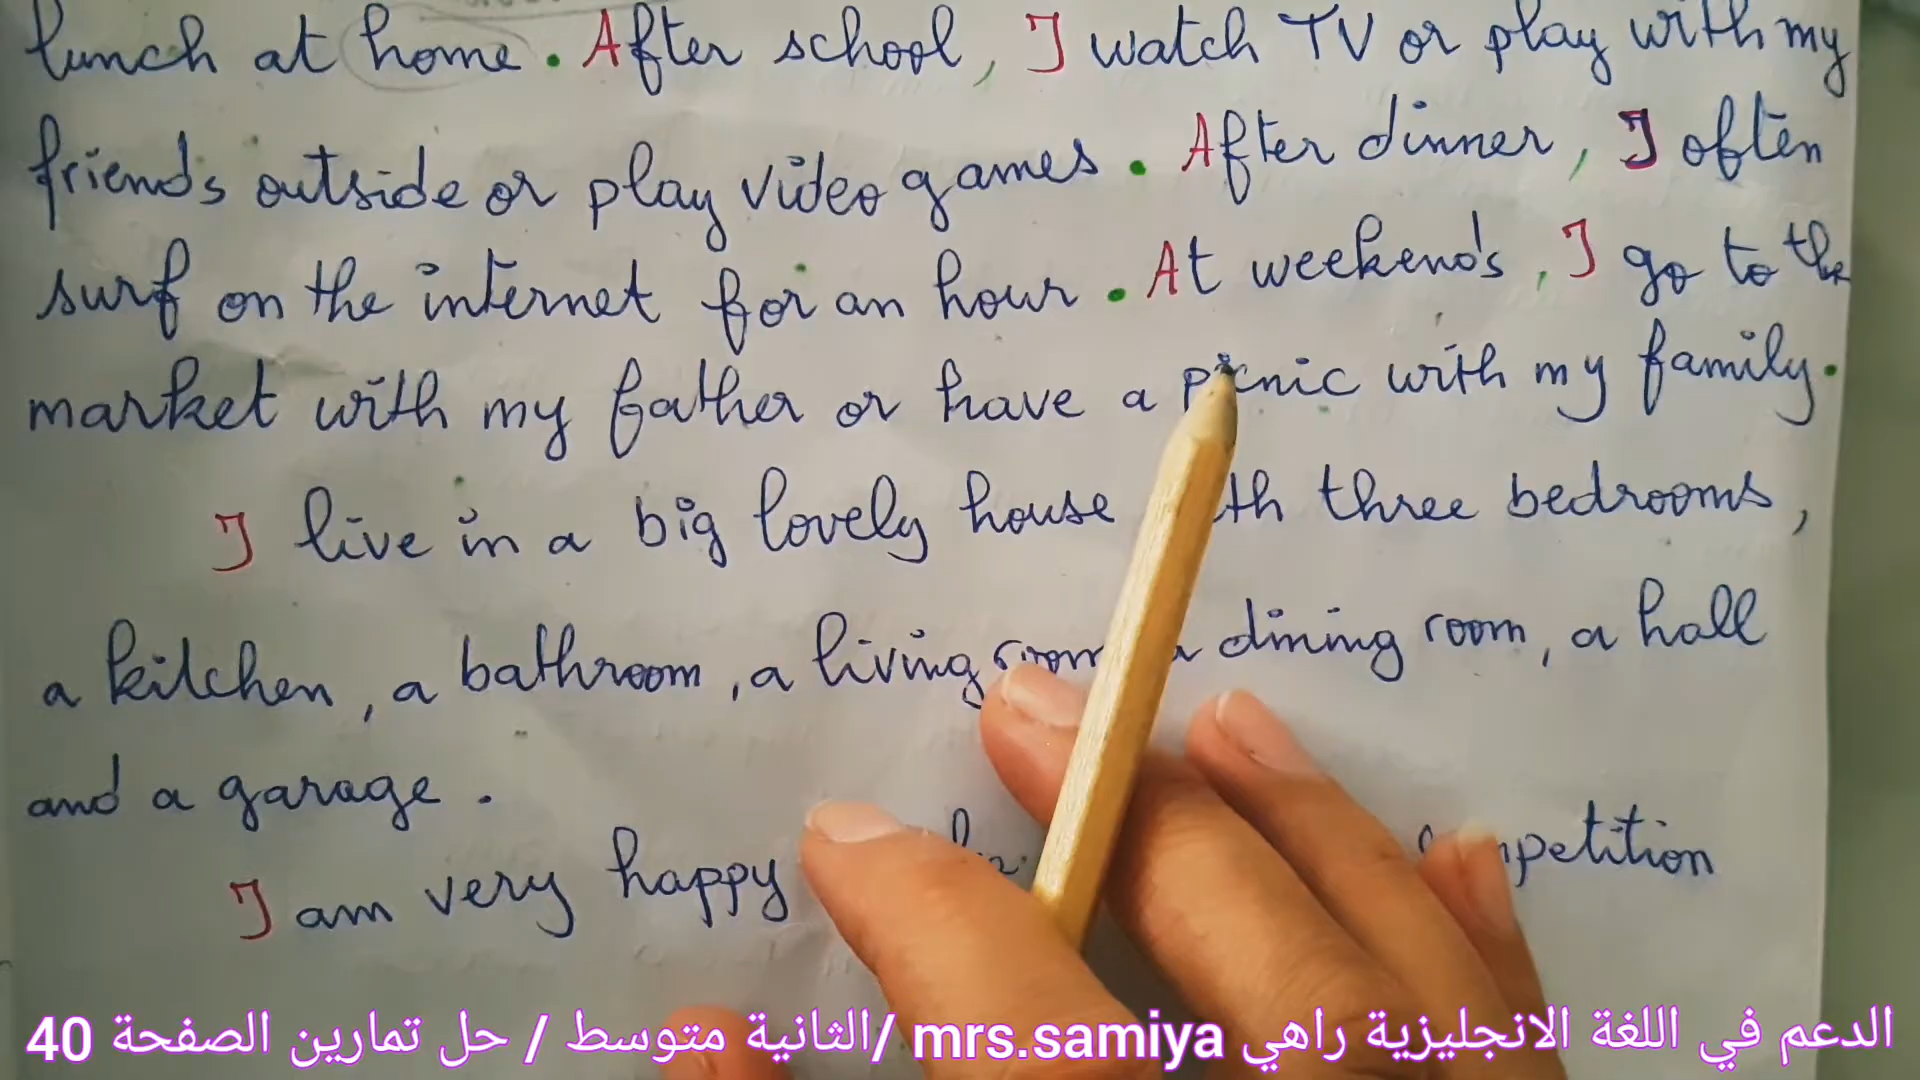 lunch at home. After school, I watch TV or play with my
friends outside or play video games. After dinner, I often
surf on the internet for an hour. At weekends, I go to the
market with my father or have a picnic with my family.
I live in a big lovely house three bedrooms,
a kitchen, a bathroom, a living room a dining room, a hall
and a garage.
I am very happy
الدعم في اللغة الانجليزية راهي mrs.samiya /الثانية متوسط / حل تمارين الصفحة 40